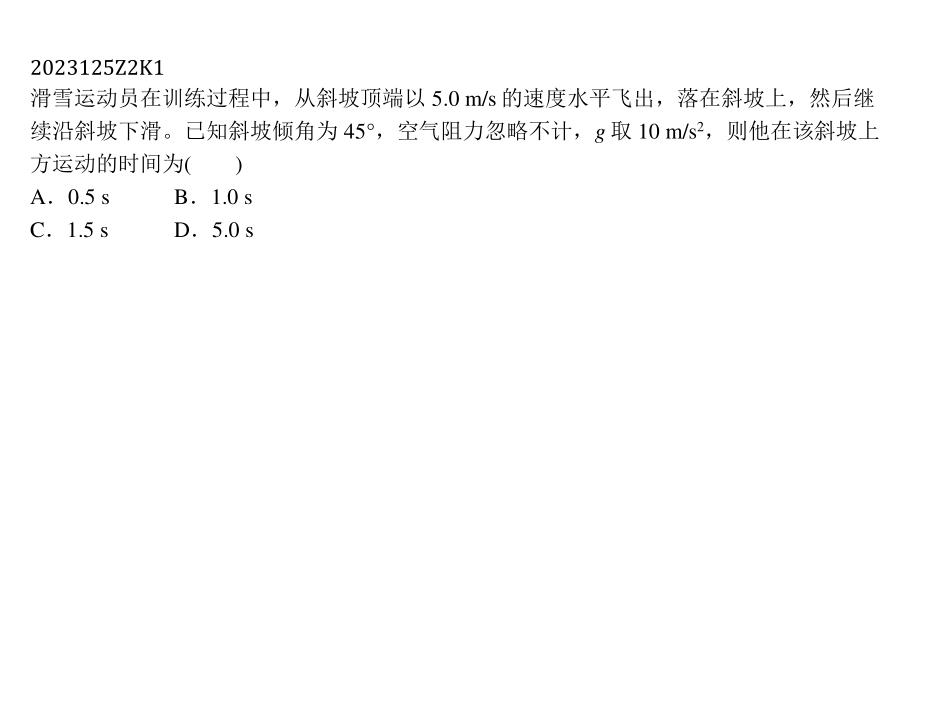 2023125Z2K1
滑雪运动员在训练过程中，从斜坡顶端以 5.0 m/s 的速度水平飞出，落在斜坡上，然后继
续沿斜坡下滑。已知斜坡倾角为 45°，空气阻力忽略不计，g 取 10 m/s²，则他在该斜坡上
方运动的时间为(　　)
A．0.5 s　　　B．1.0 s
C．1.5 s　　　D．5.0 s